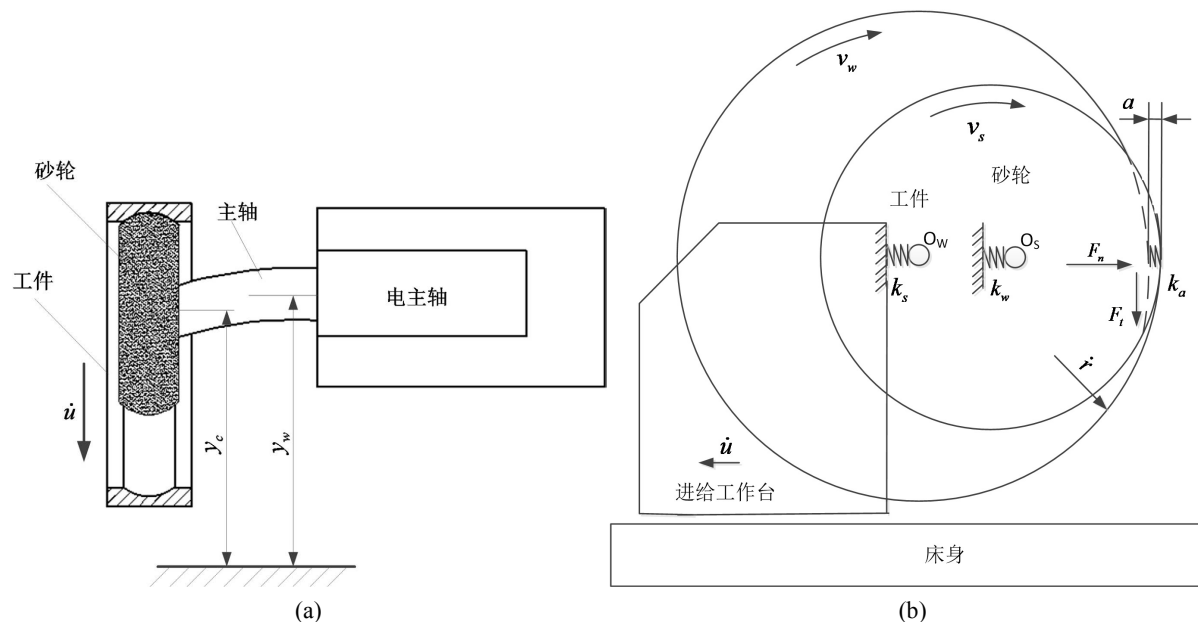 砂轮
工件
主轴
电主轴
u̇
y_c
y_w
(a)
v_w
v_s
a
砂轮
工件
O_W
O_S
k_s
k_w
F_n
F_t
k_a
ṙ
u̇
进给工作台
床身
(b)